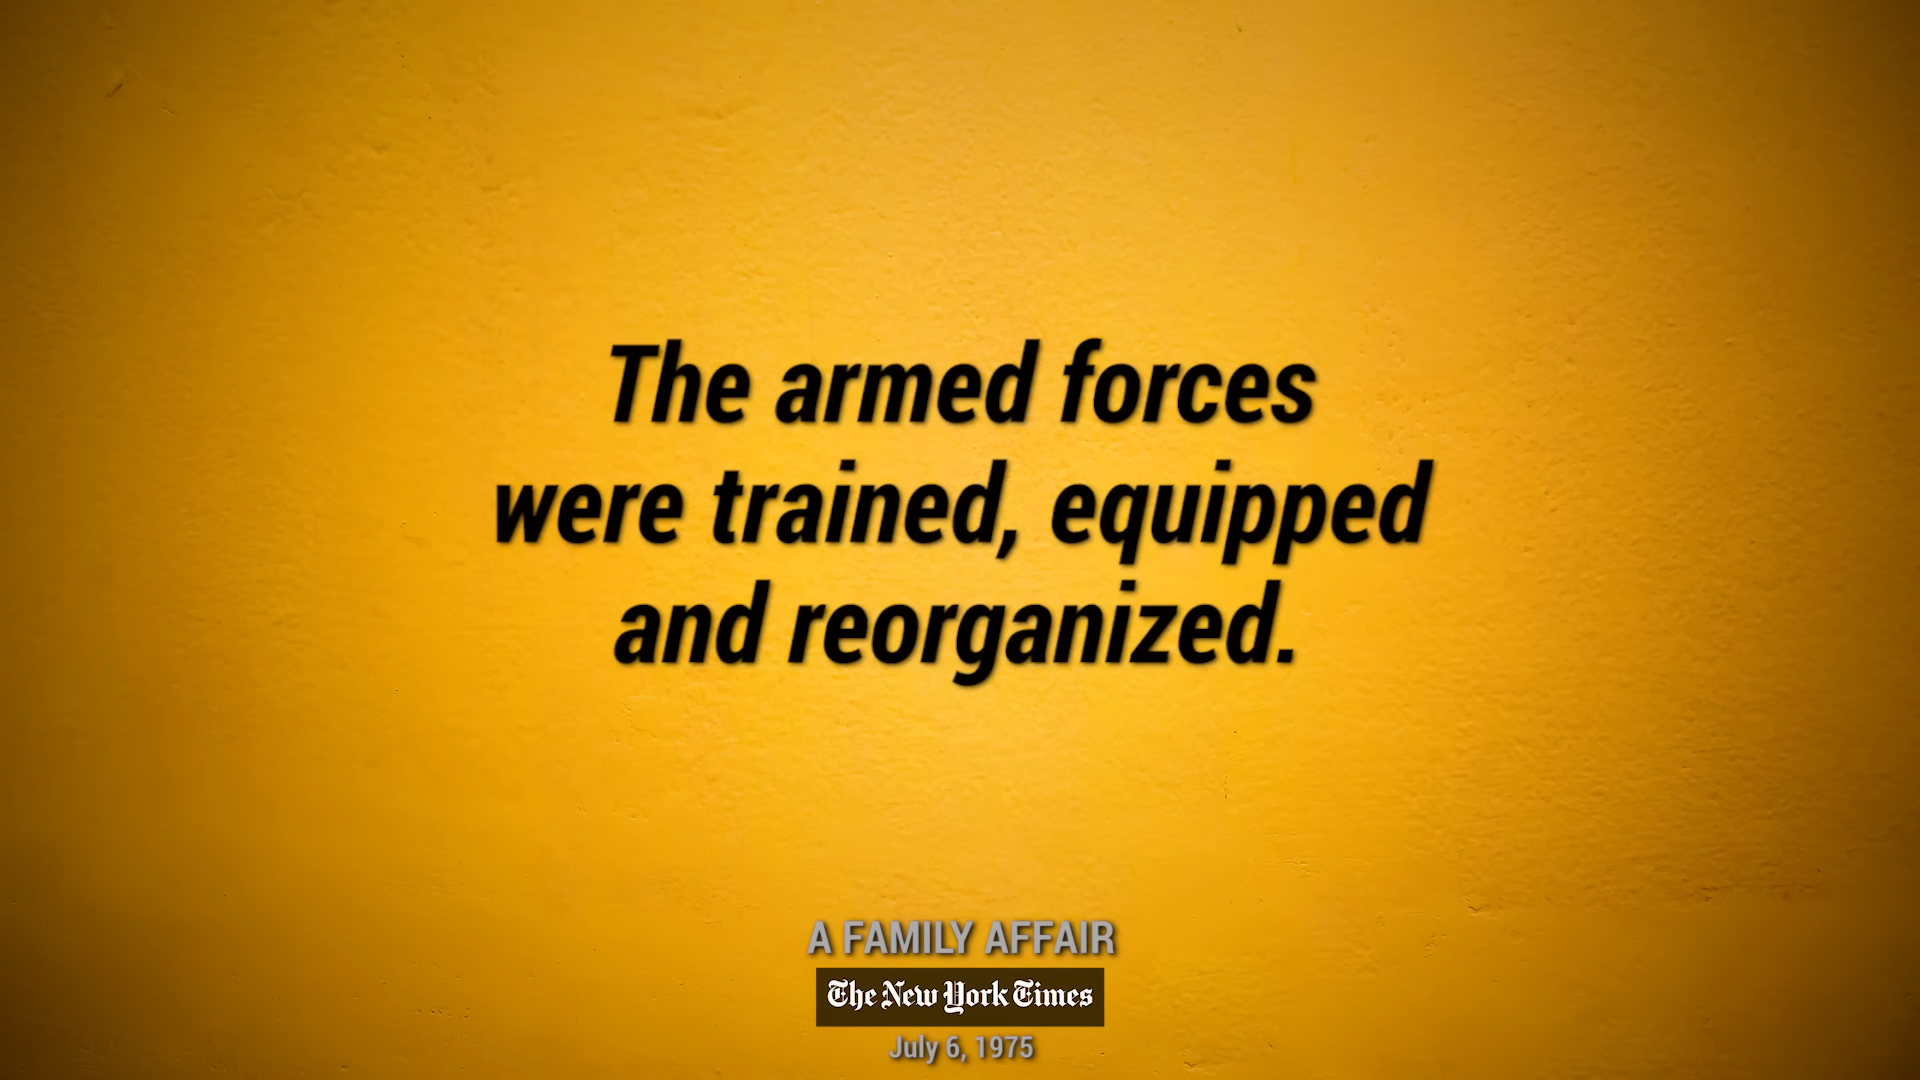 The armed forces
were trained, equipped
and reorganized.
A FAMILY AFFAIR
The New York Times
July 6, 1975